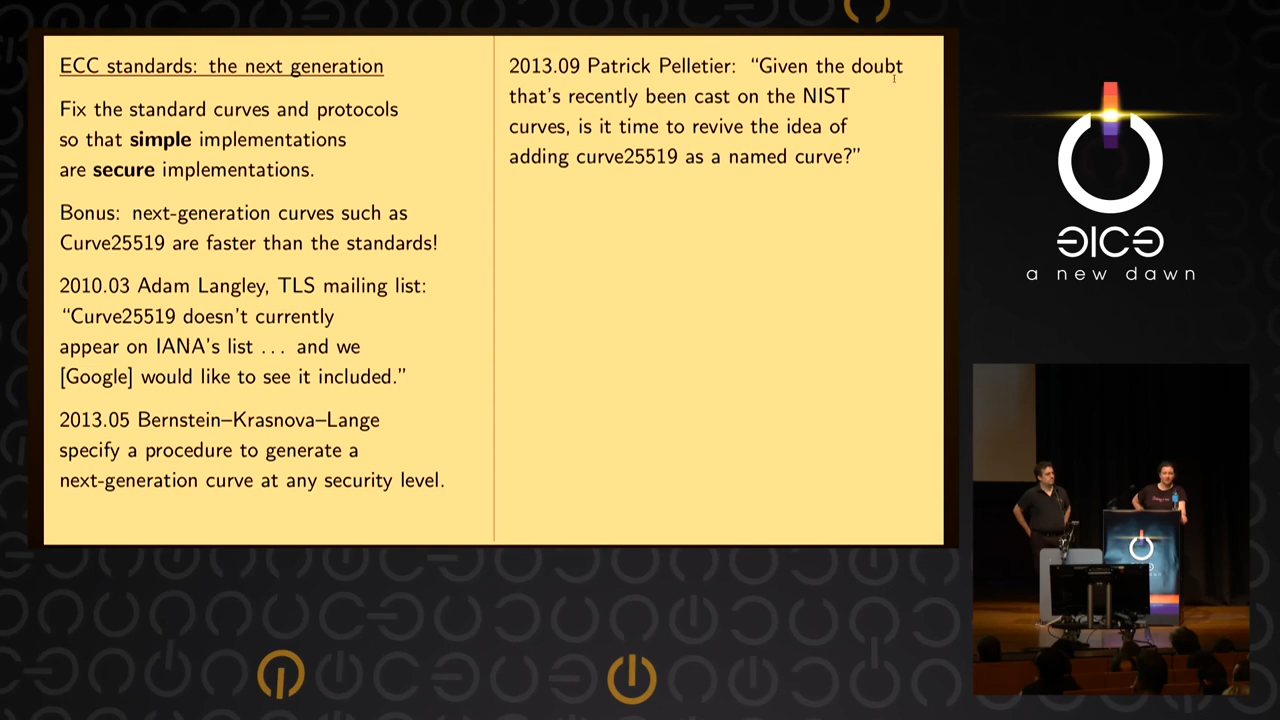 ECC standards: the next generation
Fix the standard curves and protocols
so that simple implementations
are secure implementations.
Bonus: next-generation curves such as
Curve25519 are faster than the standards!
2010.03 Adam Langley, TLS mailing list:
“Curve25519 doesn't currently
appear on IANA's list ... and we
[Google] would like to see it included.”
2013.05 Bernstein–Krasnova–Lange
specify a procedure to generate a
next-generation curve at any security level.
2013.09 Patrick Pelletier: “Given the doubt
that's recently been cast on the NIST
curves, is it time to revive the idea of
adding curve25519 as a named curve?”
a new dawn